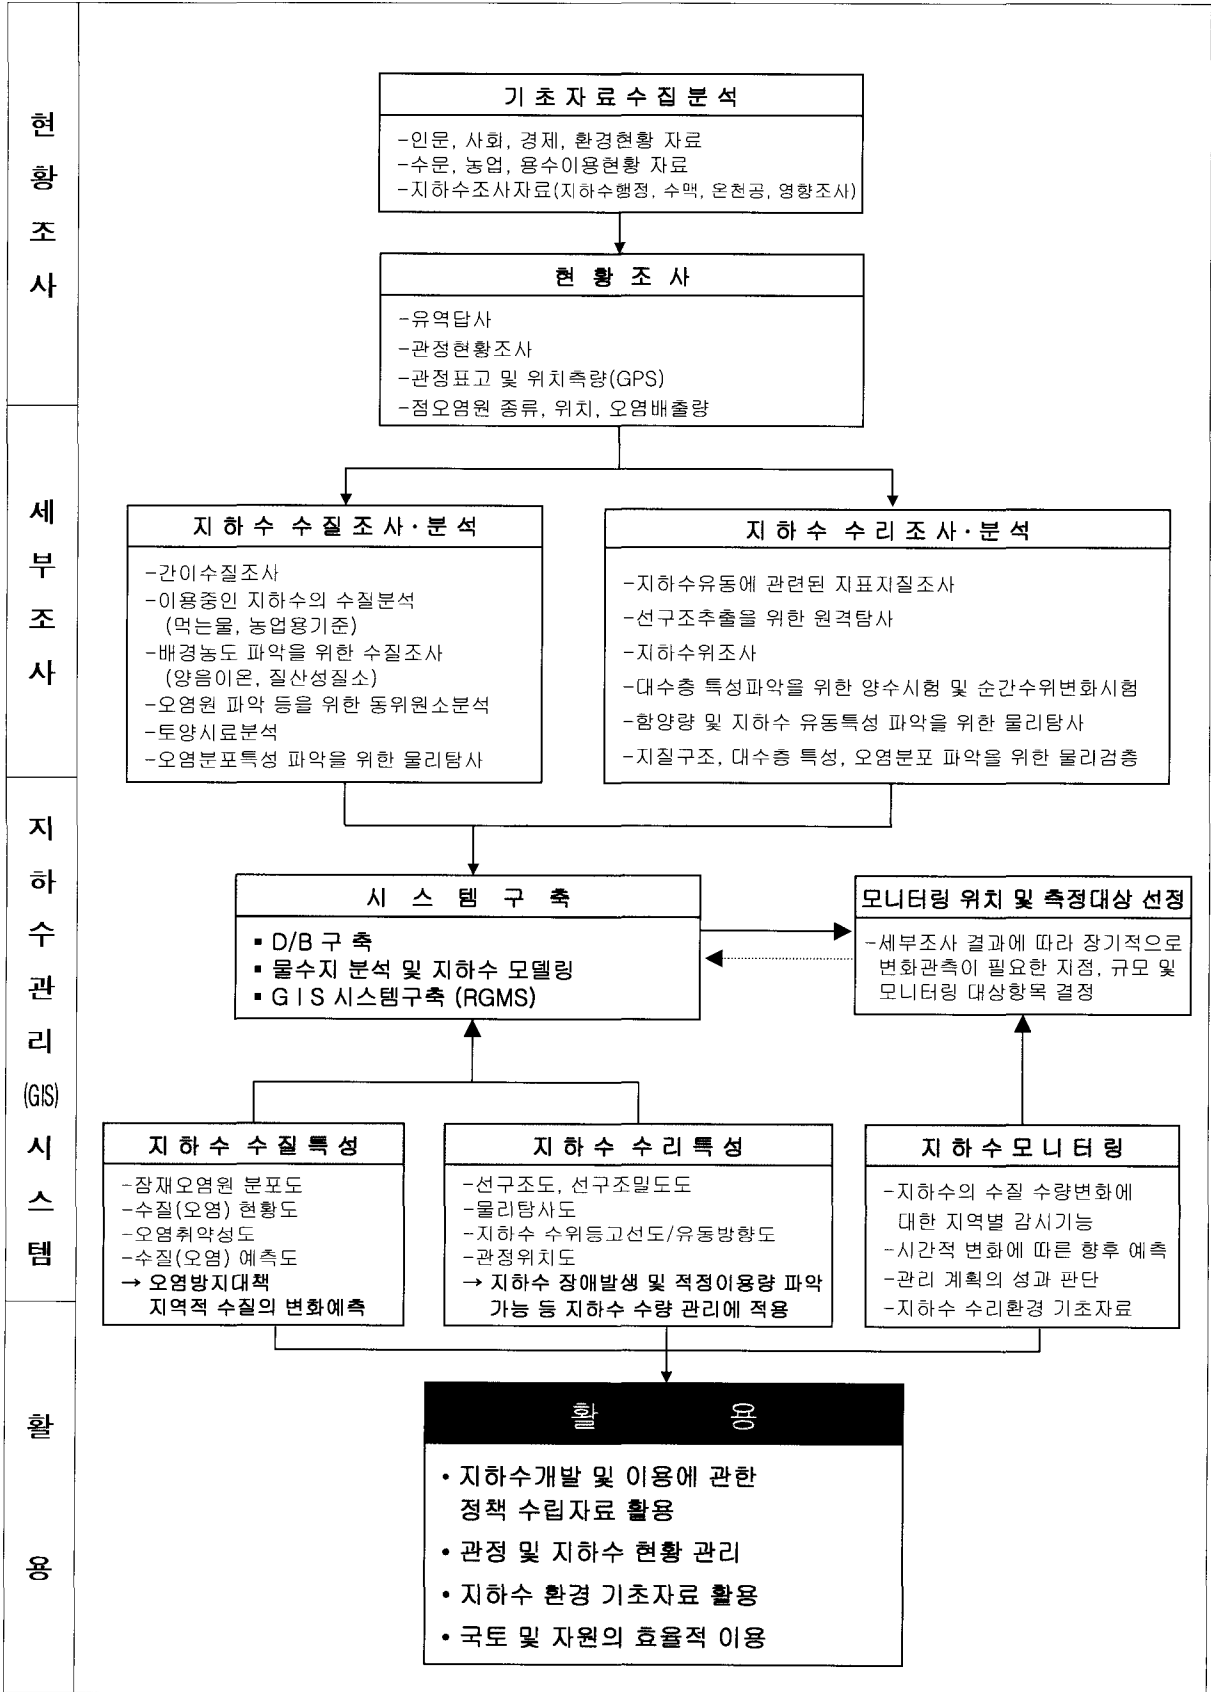 현
황
조
사
기 초 자 료 수 집 분 석
-인문, 사회, 경제, 환경현황 자료
-수문, 농업, 용수이용현황 자료
-지하수조사자료(지하수행정, 수맥, 온천공, 영향조사)
현 황 조 사
-유역답사
-관정현황조사
-관정표고 및 위치측량(GPS)
-점오염원 종류, 위치, 오염배출량
세
부
조
사
지 하 수 수 질 조 사 · 분 석
-간이수질조사
-이용중인 지하수의 수질분석
(먹는물, 농업용기준)
-배경농도 파악을 위한 수질조사
(양음이온, 질산성질소)
-오염원 파악 등을 위한 동위원소분석
-토양시료분석
-오염분포특성 파악을 위한 물리탐사
지 하 수 수 리 조 사 · 분 석
-지하수유동에 관련된 지표지질조사
-선구조추출을 위한 원격탐사
-지하수위조사
-대수층 특성파악을 위한 양수시험 및 순간수위변화시험
-함양량 및 지하수 유동특성 파악을 위한 물리탐사
-지질구조, 대수층 특성, 오염분포 파악을 위한 물리검층
지
하
수
관
리
(GIS)
시
스
템
시 스 템 구 축
▪ D/B 구 축
▪ 물수지 분석 및 지하수 모델링
▪ G I S 시스템구축 (RGMS)
모니터링 위치 및 측정대상 선정
-세부조사 결과에 따라 장기적으로
변화관측이 필요한 지점, 규모 및
모니터링 대상항목 결정
지 하 수 수 질 특 성
-잠재오염원 분포도
-수질(오염) 현황도
-오염취약성도
-수질(오염) 예측도
→ 오염방지대책
지역적 수질의 변화예측
지 하 수 수 리 특 성
-선구조도, 선구조밀도도
-물리탐사도
-지하수 수위등고선도/유동방향도
-관정위치도
→ 지하수 장애발생 및 적정이용량 파악
가능 등 지하수 수량 관리에 적용
지 하 수 모 니 터 링
-지하수의 수질 수량변화에
대한 지역별 감시기능
-시간적 변화에 따른 향후 예측
-관리 계획의 성과 판단
-지하수 수리환경 기초자료
활
용
활 용
• 지하수개발 및 이용에 관한
정책 수립자료 활용
• 관정 및 지하수 현황 관리
• 지하수 환경 기초자료 활용
• 국토 및 자원의 효율적 이용